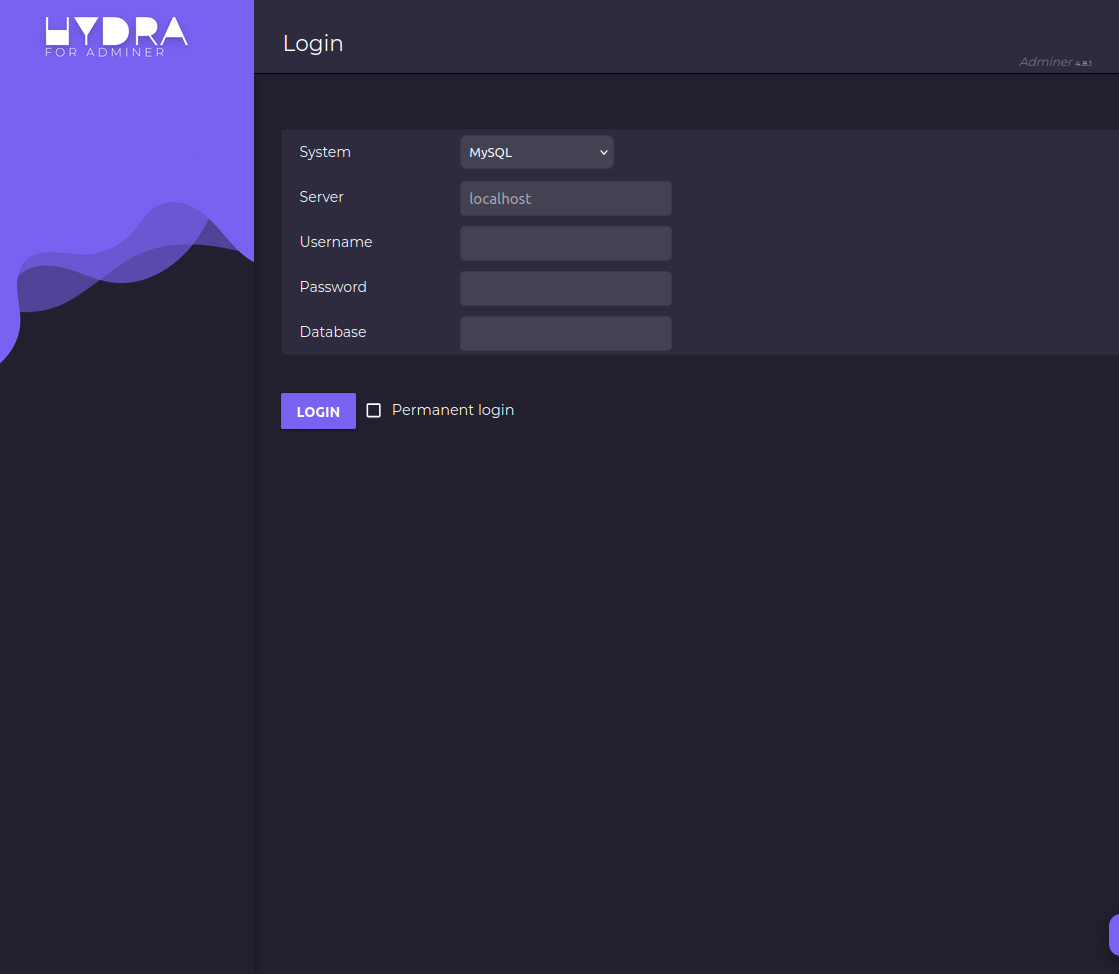 HYDRA
FOR ADMINER
Login
Adminer 4.8.1
System MySQL
Server localhost
Username
Password
Database
LOGIN Permanent login